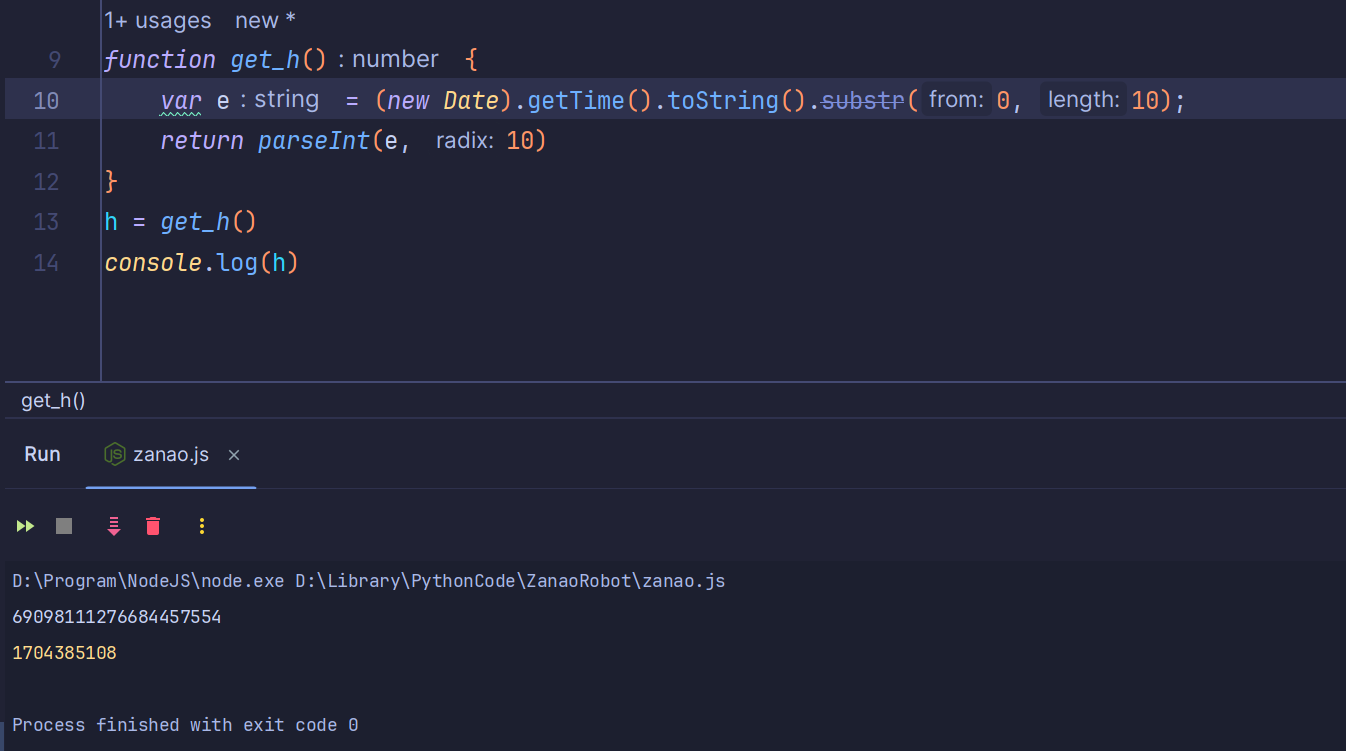 1+ usages new *
9 function get_h() : number {
10 var e : string = (new Date).getTime().toString().substr( from: 0, length: 10);
11 return parseInt(e, radix: 10)
12 }
13 h = get_h()
14 console.log(h)
get_h()
Run zanao.js ×
D:\Program\NodeJS\node.exe D:\Library\PythonCode\ZanaoRobot\zanao.js
69098111276684457554
1704385108
Process finished with exit code 0